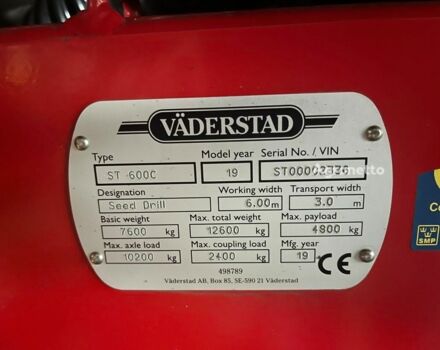 VÄDERSTAD
Type Model year Serial No. / VIN
ST 600C 19
Designation Working width Transport width
Seed Drill 6.00 m 3.0 m
Basic weight Max. total weight Max. payload
7600 kg 12600 kg 4800 kg
Max. axle load Max. coupling load Mfg. year
10200 kg 2400 kg 19
CE
498789
Väderstad AB, Box 85, SE-590 21 Väderstad
SMP